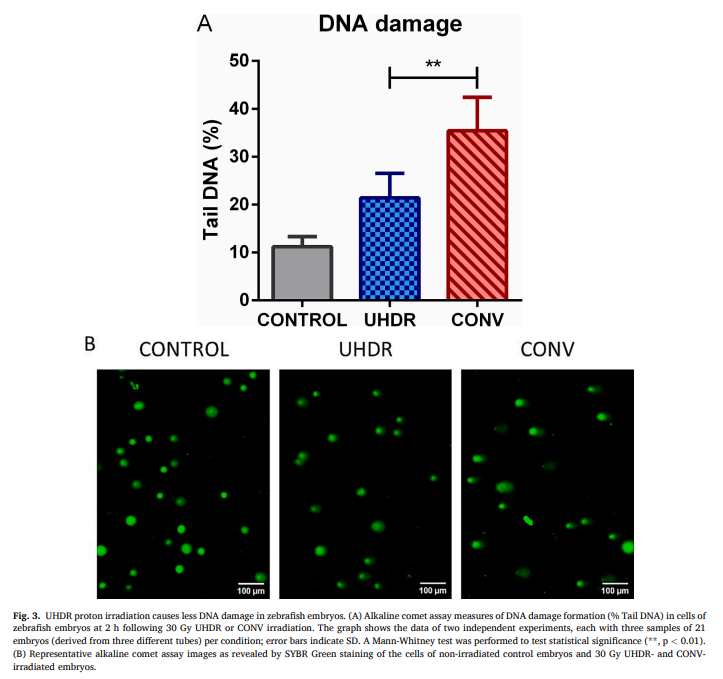 A
DNA damage
**
50
40
30
20
10
0
Tail DNA (%)
CONTROL UHDR CONV
B
CONTROL UHDR CONV
100 µm 100 µm 100 µm
Fig. 3. UHDR proton irradiation causes less DNA damage in zebrafish embryos. (A) Alkaline comet assay measures of DNA damage formation (% Tail DNA) in cells of
zebrafish embryos at 2 h following 30 Gy UHDR or CONV irradiation. The graph shows the data of two independent experiments, each with three samples of 21
embryos (derived from three different tubes) per condition; error bars indicate SD. A Mann-Whitney test was performed to test statistical significance (**, p < 0.01).
(B) Representative alkaline comet assay images as revealed by SYBR Green staining of the cells of non-irradiated control embryos and 30 Gy UHDR- and CONV-
irradiated embryos.